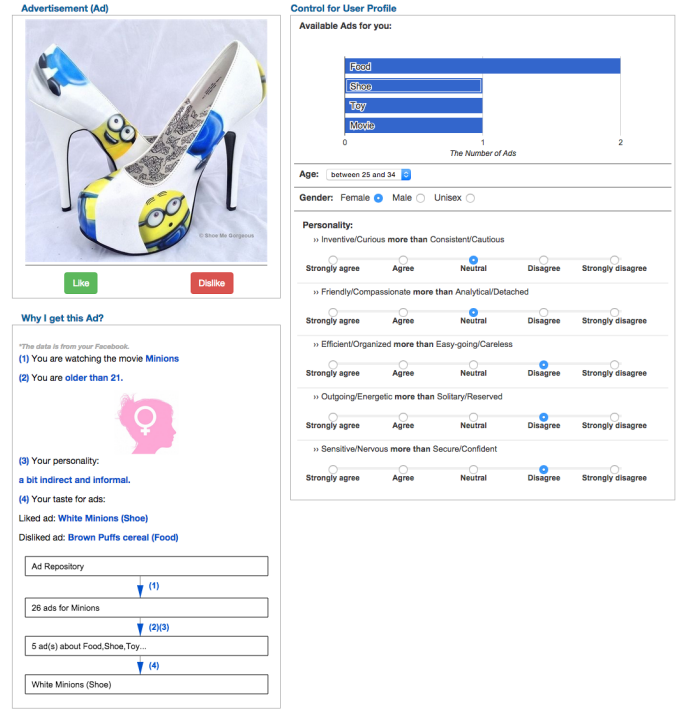 Advertisement (Ad)
© Shoe Me Gorgeous
Like
Dislike
Why I get this Ad?
*The data is from your Facebook.
(1) You are watching the movie Minions
(2) You are older than 21.
(3) Your personality:
a bit indirect and informal.
(4) Your taste for ads:
Liked ad: White Minions (Shoe)
Disliked ad: Brown Puffs cereal (Food)
Ad Repository
(1)
26 ads for Minions
(2)(3)
5 ad(s) about Food,Shoe,Toy...
(4)
White Minions (Shoe)
Control for User Profile
Available Ads for you:
Food
Shoe
Toy
Movie
0 1 2
The Number of Ads
Age: between 25 and 34
Gender: Female Male Unisex
Personality:
›› Inventive/Curious more than Consistent/Cautious
Strongly agree Agree Neutral Disagree Strongly disagree
›› Friendly/Compassionate more than Analytical/Detached
Strongly agree Agree Neutral Disagree Strongly disagree
›› Efficient/Organized more than Easy-going/Careless
Strongly agree Agree Neutral Disagree Strongly disagree
›› Outgoing/Energetic more than Solitary/Reserved
Strongly agree Agree Neutral Disagree Strongly disagree
›› Sensitive/Nervous more than Secure/Confident
Strongly agree Agree Neutral Disagree Strongly disagree